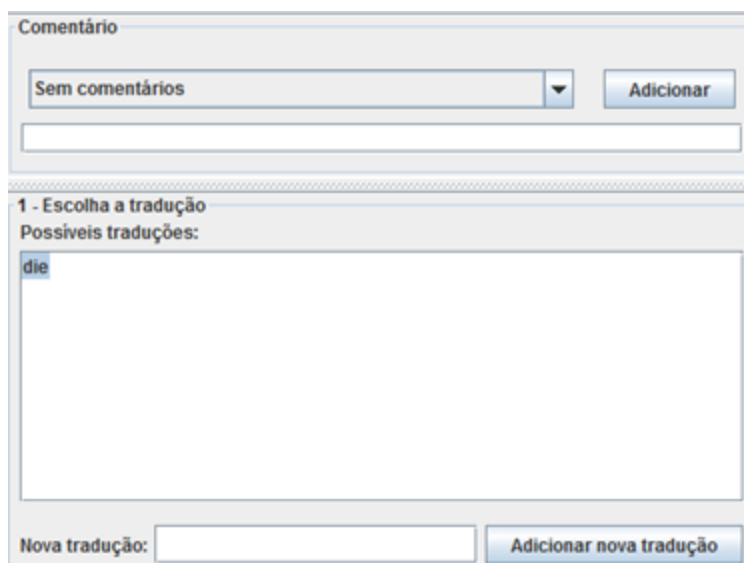 Comentário
Sem comentários
Adicionar
1 - Escolha a tradução
Possíveis traduções:
die
Nova tradução:
Adicionar nova tradução